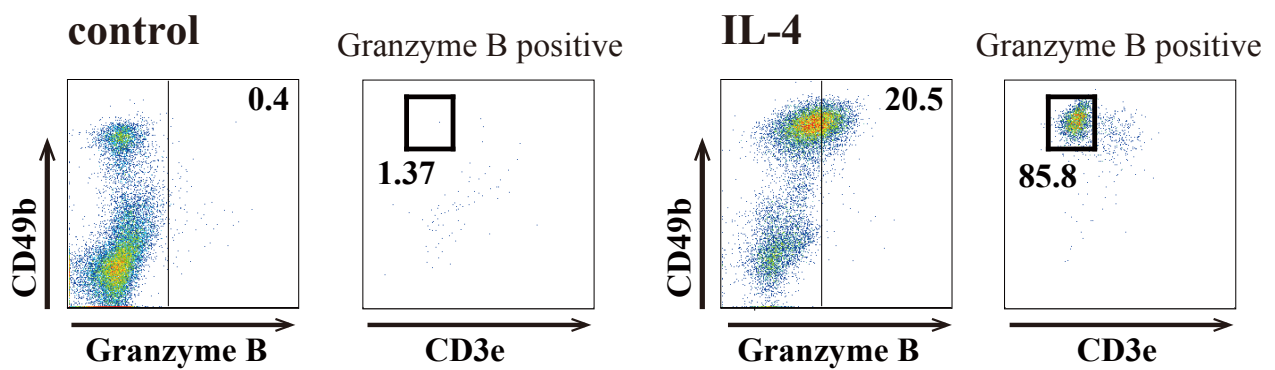 control
Granzyme B positive
IL-4
Granzyme B positive
0.4
1.37
20.5
85.8
CD49b
CD49b
Granzyme B
CD3e
Granzyme B
CD3e